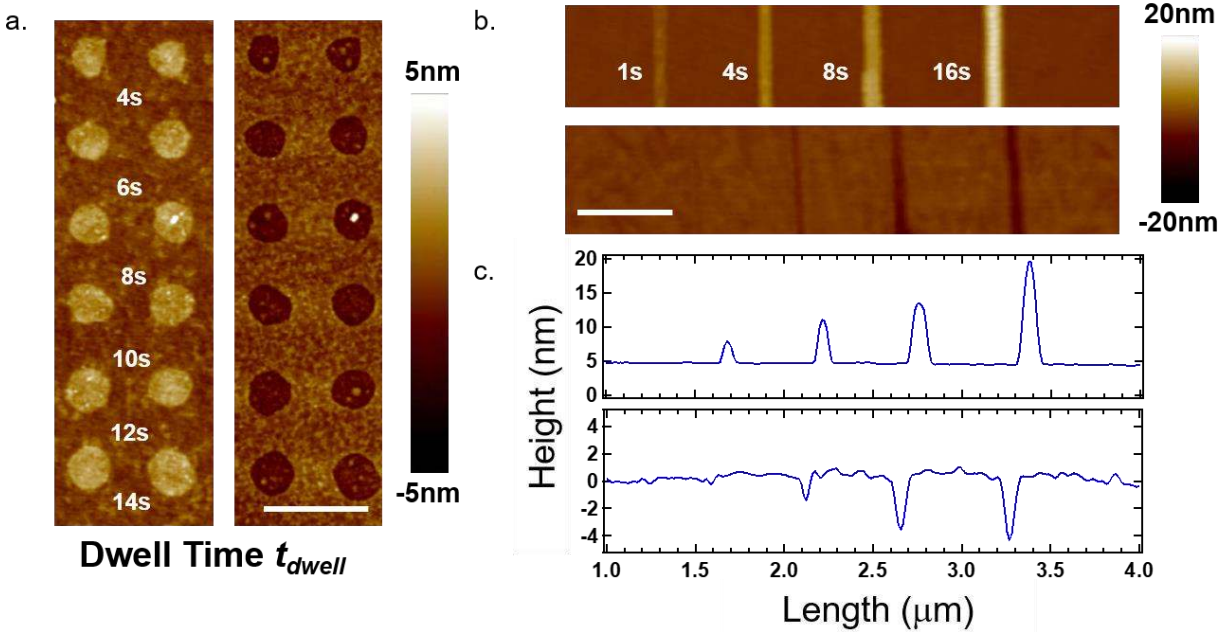 a.
5nm
4s
6s
8s
10s
12s
14s
-5nm
Dwell Time t_dwell
b.
1s 4s 8s 16s
20nm
-20nm
c.
20
15
10
5
0
4
2
0
-2
-4
Height (nm)
1.0 1.5 2.0 2.5 3.0 3.5 4.0
Length (μm)